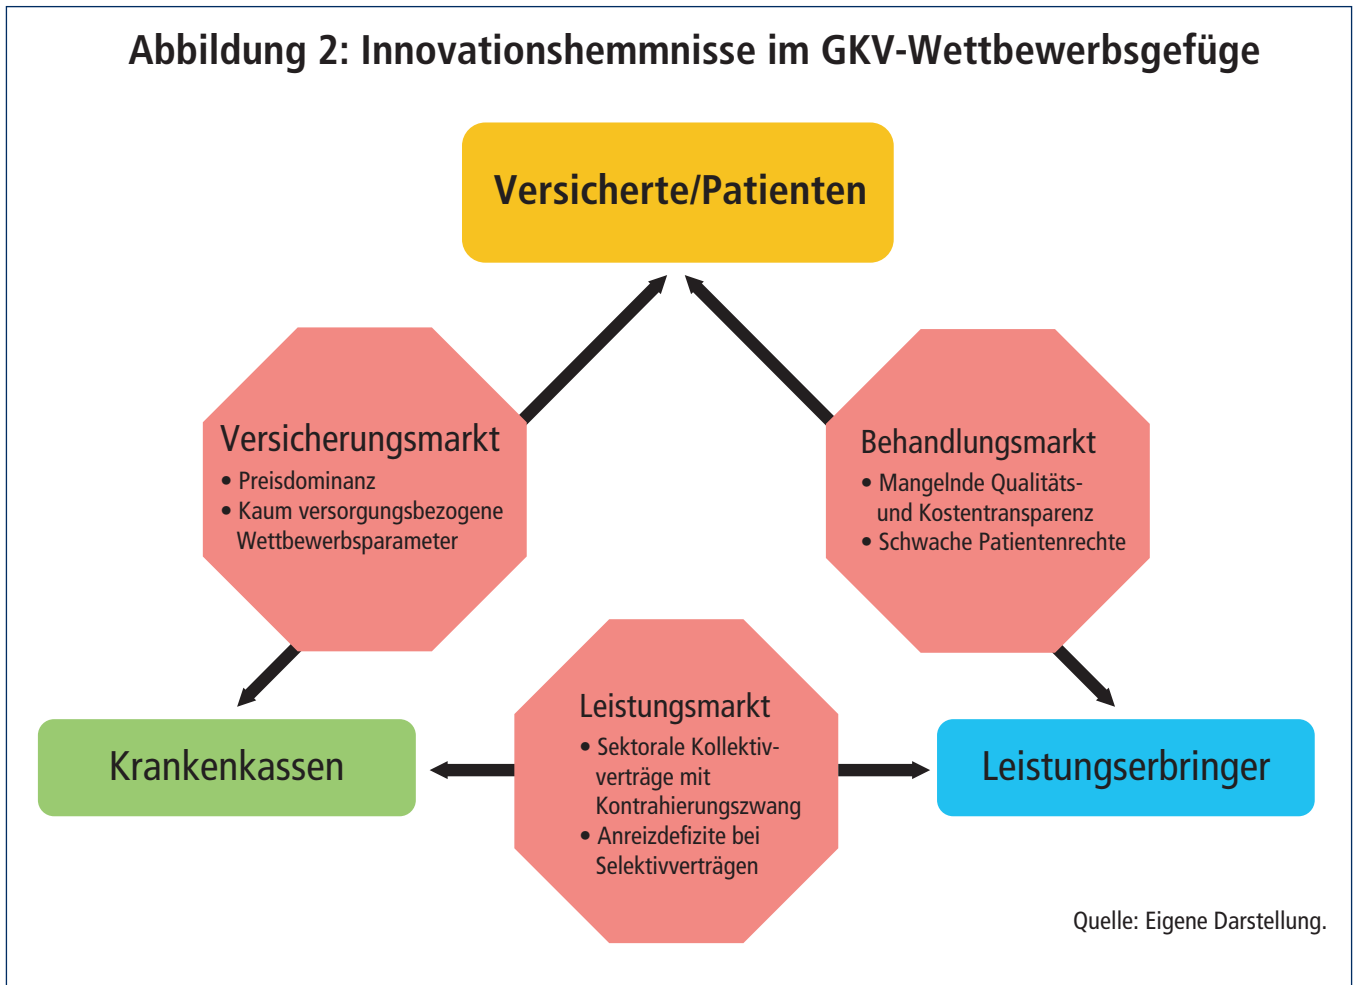 Abbildung 2: Innovationshemmnisse im GKV-Wettbewerbsgefüge
Versicherte/Patienten
Versicherungsmarkt
• Preisdominanz
• Kaum versorgungsbezogene
Wettbewerbsparameter
Behandlungsmarkt
• Mangelnde Qualitäts-
und Kostentransparenz
• Schwache Patientenrechte
Leistungsmarkt
• Sektorale Kollektiv-
verträge mit
Kontrahierungszwang
• Anreizdefizite bei
Selektivverträgen
Krankenkassen
Leistungserbringer
Quelle: Eigene Darstellung.